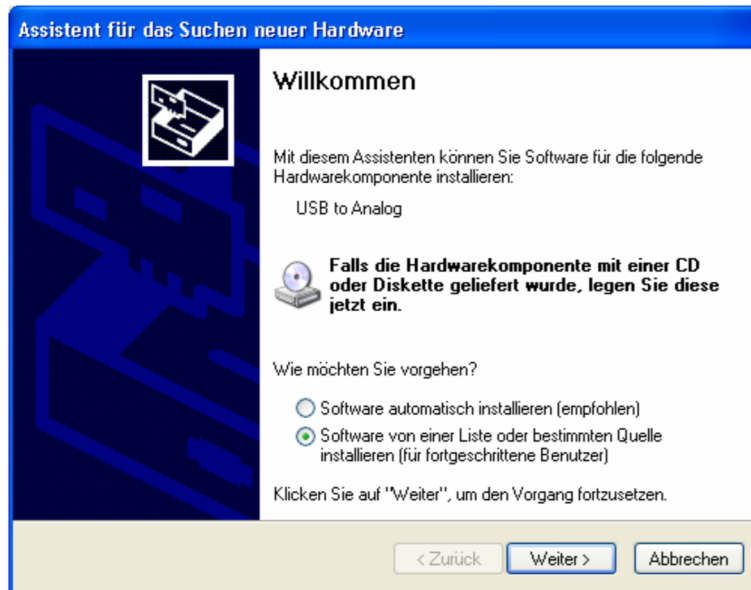 Assistent für das Suchen neuer Hardware
Willkommen
Mit diesem Assistenten können Sie Software für die folgende
Hardwarekomponente installieren:
USB to Analog
Falls die Hardwarekomponente mit einer CD
oder Diskette geliefert wurde, legen Sie diese
jetzt ein.
Wie möchten Sie vorgehen?
Software automatisch installieren (empfohlen)
Software von einer Liste oder bestimmten Quelle
installieren (für fortgeschrittene Benutzer)
Klicken Sie auf "Weiter", um den Vorgang fortzusetzen.
< Zurück
Weiter >
Abbrechen